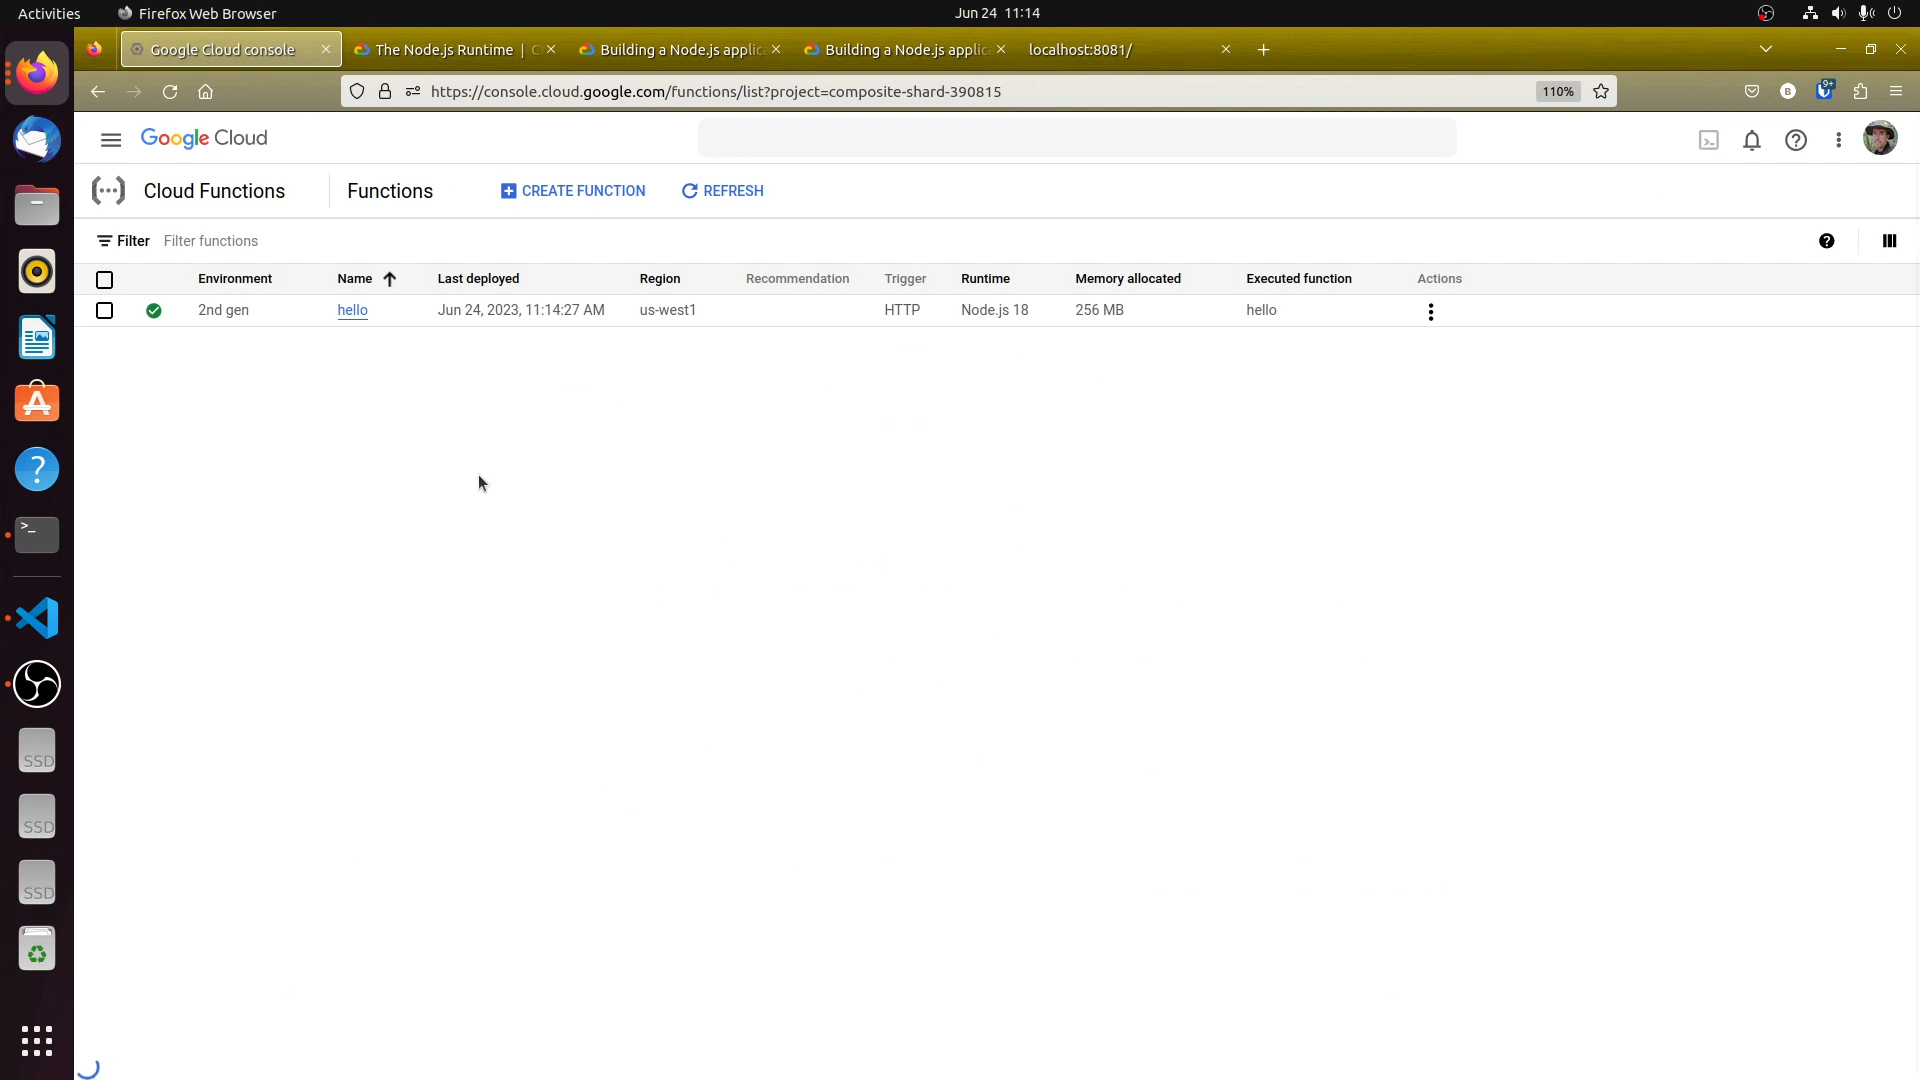 Activities
Firefox Web Browser
Jun 24 11:14
Google Cloud console
The Node.js Runtime | C
Building a Node.js applic
Building a Node.js applic
localhost:8081/
https://console.cloud.google.com/functions/list?project=composite-shard-390815
110%
B
9+
Google Cloud
Cloud Functions
Functions
CREATE FUNCTION
REFRESH
Filter
Filter functions
Environment Name Last deployed Region Recommendation Trigger Runtime Memory allocated Executed function Actions
2nd gen hello Jun 24, 2023, 11:14:27 AM us-west1 HTTP Node.js 18 256 MB hello
SSD
SSD
SSD